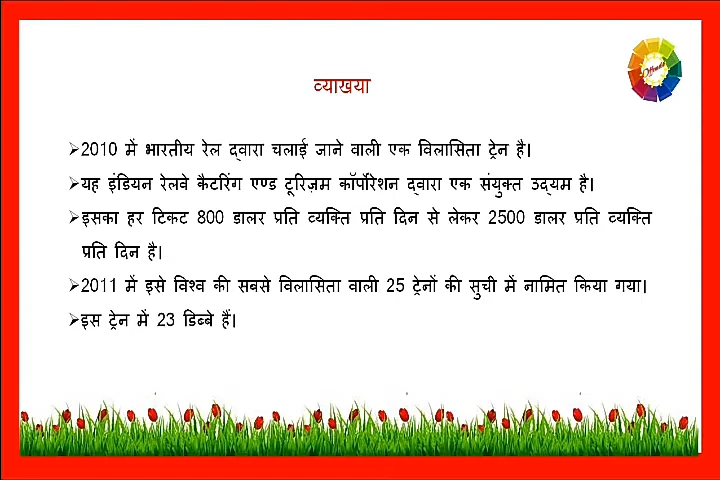 व्याखया
➢2010 में भारतीय रेल द्वारा चलाई जाने वाली एक विलासिता ट्रेन है।
➢यह इंडियन रेलवे कैटरिंग एण्ड टूरिज़म कॉर्पोरेशन द्वारा एक संयुक्त उद्यम है।
➢इसका हर टिकट 800 डालर प्रति व्यक्ति प्रति दिन से लेकर 2500 डालर प्रति व्यक्ति
प्रति दिन है।
➢2011 में इसे विश्व की सबसे विलासिता वाली 25 ट्रेनों की सुची में नामित किया गया।
➢इस ट्रेन में 23 डिब्बे हैं।